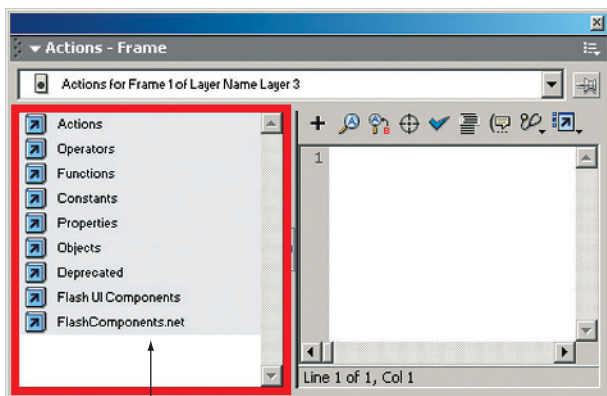 Actions - Frame
Actions for Frame 1 of Layer Name Layer 3
Actions
Operators
Functions
Constants
Properties
Objects
Deprecated
Flash UI Components
FlashComponents.net
1
Line 1 of 1, Col 1